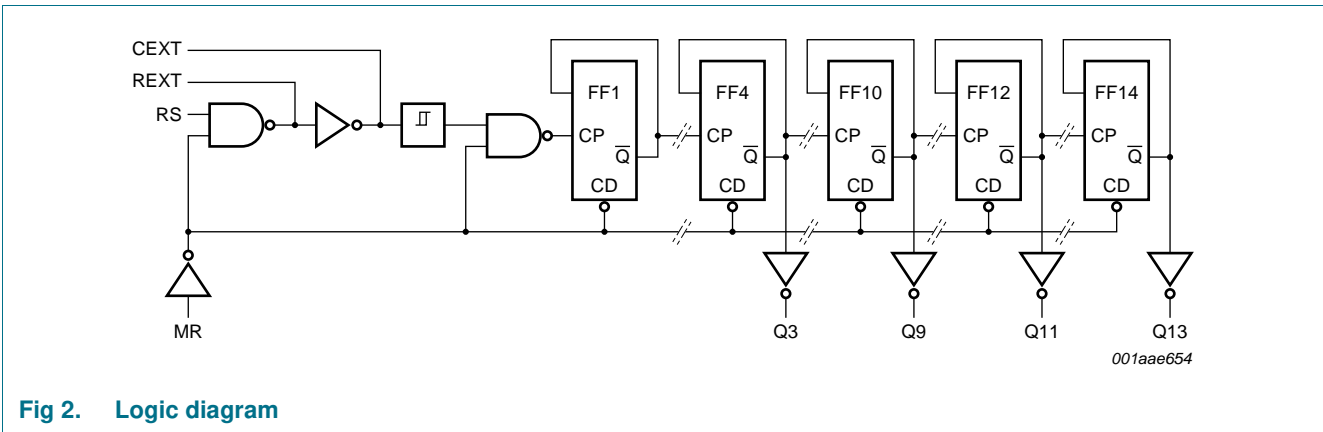 CEXT
REXT
RS
FF1
FF4
FF10
FF12
FF14
CP
CP
CP
CP
CP
Q
Q
Q
Q
Q
CD
CD
CD
CD
CD
MR
Q3
Q9
Q11
Q13
001aae654
Fig 2. Logic diagram